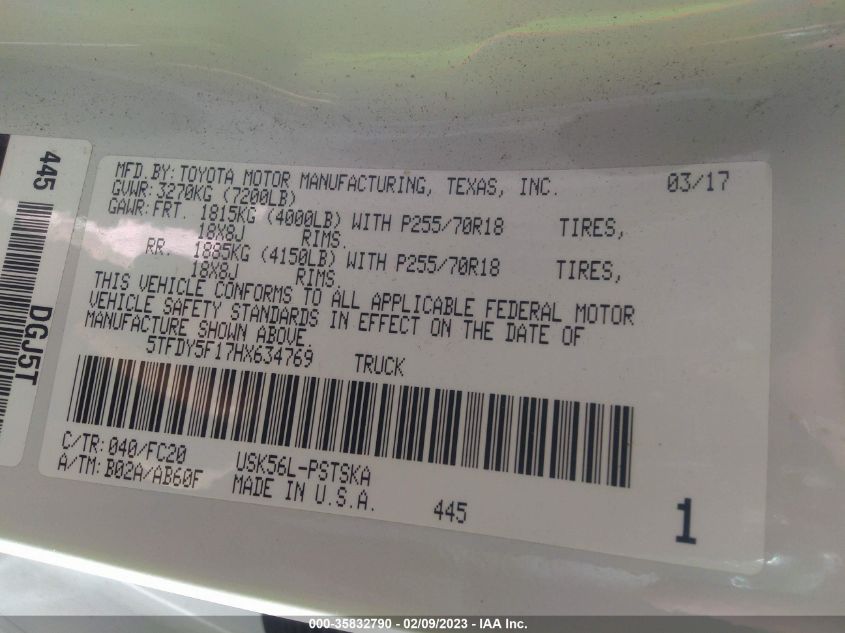 MFD.BY:TOYOTA MOTOR MANUFACTURING, TEXAS, INC. 03/17
GVWR:3270KG (7200LB)
GAWR:FRT. 1815KG (4000LB) WITH P255/70R18 TIRES,
18X8J RIMS.
RR. 1885KG (4150LB) WITH P255/70R18 TIRES,
18X8J RIMS.
THIS VEHICLE CONFORMS TO ALL APPLICABLE FEDERAL MOTOR
VEHICLE SAFETY STANDARDS IN EFFECT ON THE DATE OF
MANUFACTURE SHOWN ABOVE.
5TFDY5F17HX634769 TRUCK
C/TR:040/FC20 USK56L-PSTSKA
A/TM:B02A/AB60F MADE IN U.S.A. 445 1
445
DGJ5T
000-35832790 - 02/09/2023 - IAA Inc.